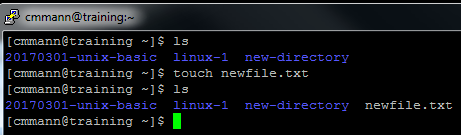 cmmann@training:~
[cmmann@training ~]$ ls
20170301-unix-basic linux-1 new-directory
[cmmann@training ~]$ touch newfile.txt
[cmmann@training ~]$ ls
20170301-unix-basic linux-1 new-directory newfile.txt
[cmmann@training ~]$